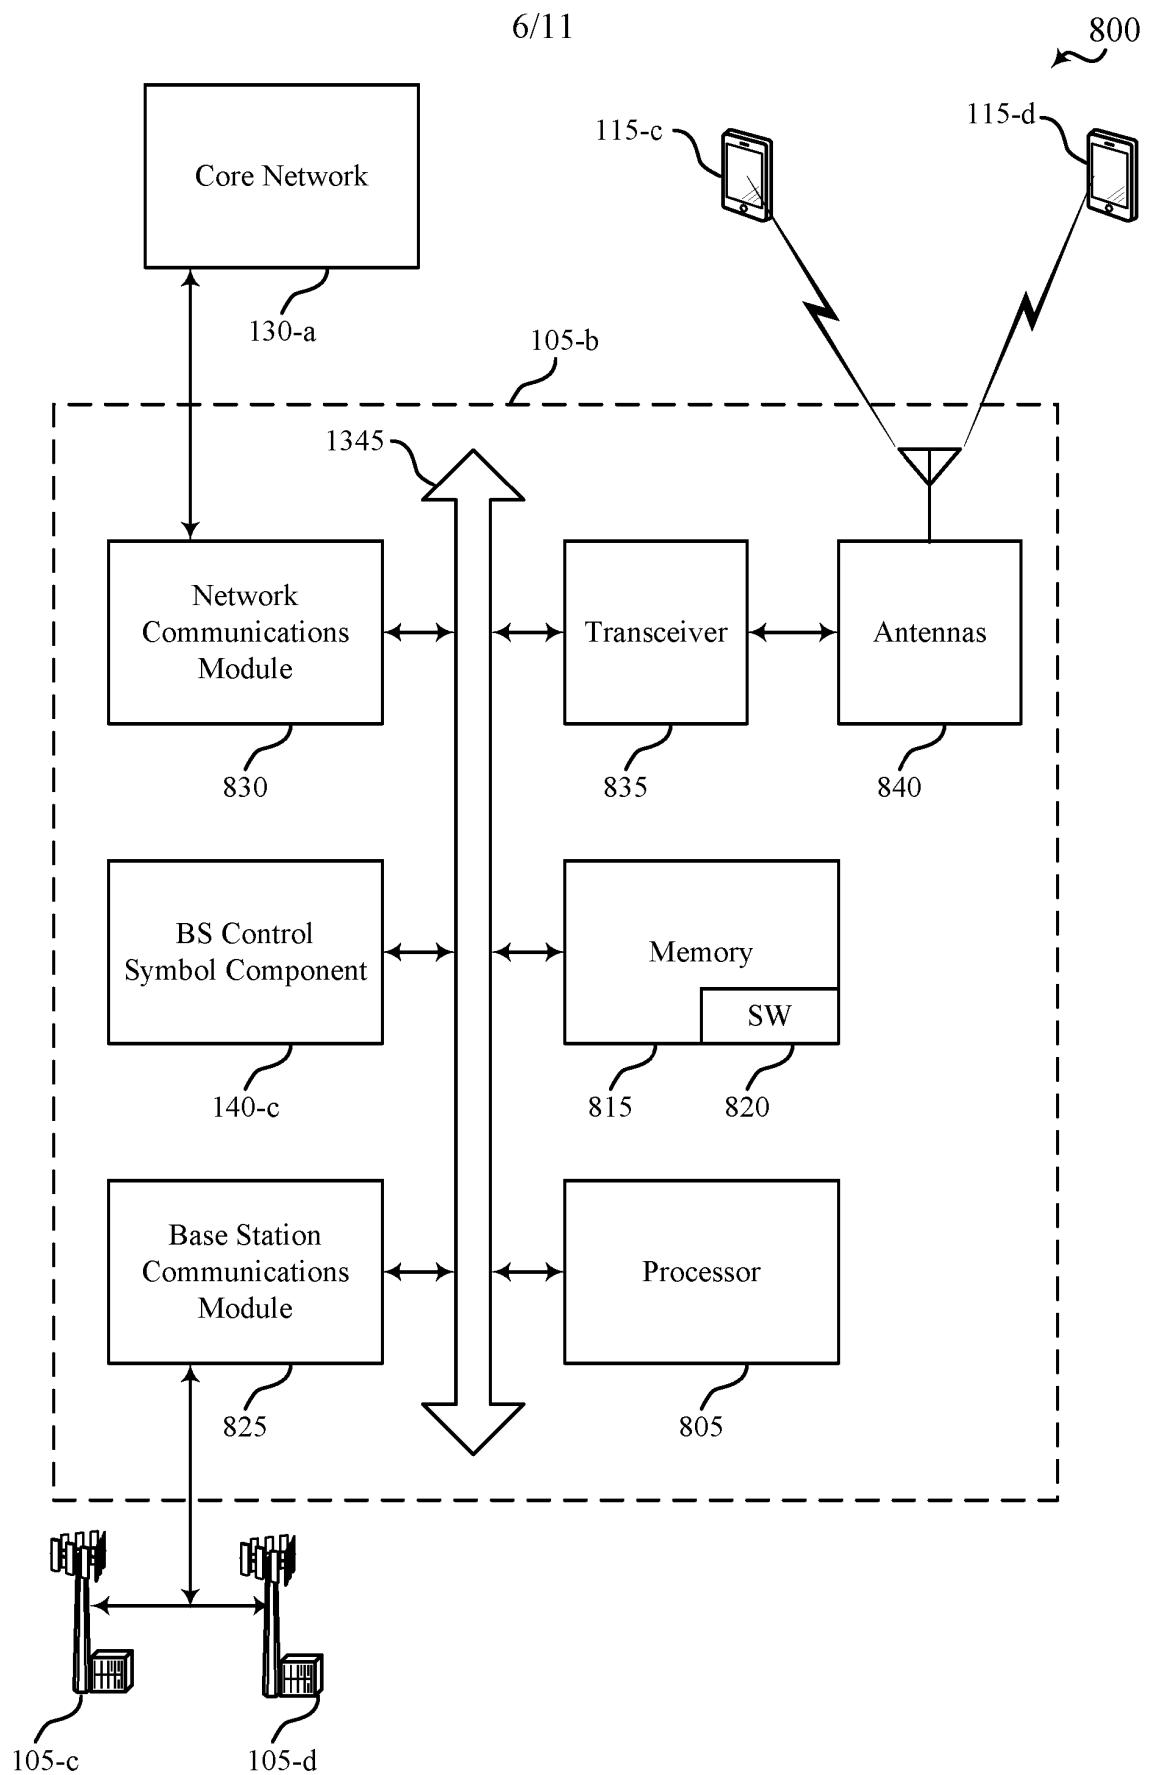 6/11
800
115-c
115-d
Core Network
130-a
105-b
1345
Network
Communications
Module
Transceiver
Antennas
830
835
840
BS Control
Symbol Component
Memory
SW
140-c
815
820
Base Station
Communications
Module
Processor
825
805
105-c
105-d